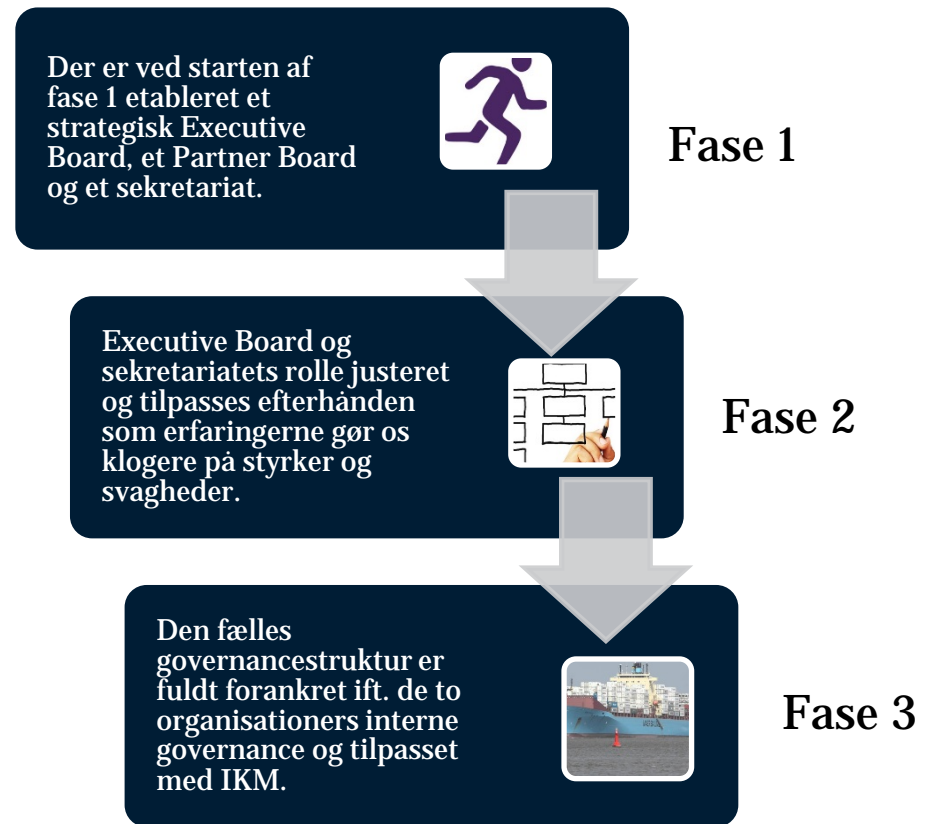 Der er ved starten af
fase 1 etableret et
strategisk Executive
Board, et Partner Board
og et sekretariat.
Fase 1
Executive Board og
sekretariatets rolle justeret
og tilpasses efterhånden
som erfaringerne gør os
klogere på styrker og
svagheder.
Fase 2
Den fælles
governancestruktur er
fuldt forankret ift. de to
organisationers interne
governance og tilpasset
med IKM.
Fase 3